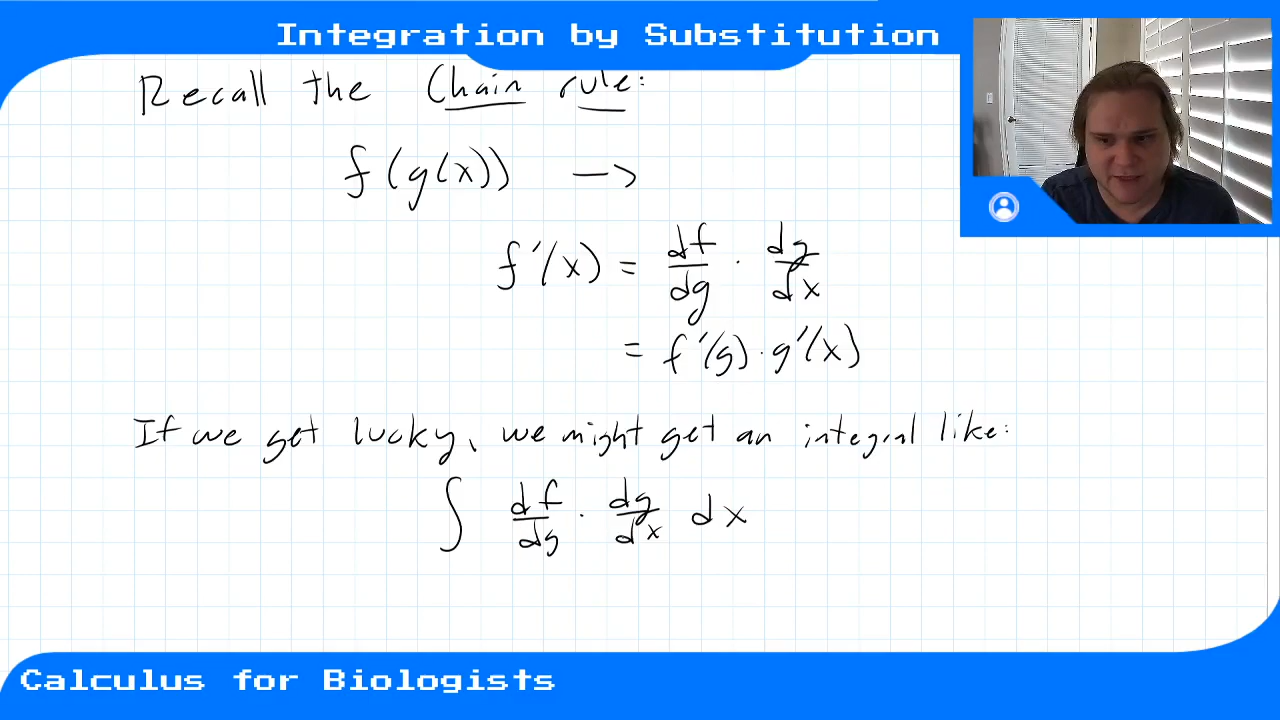 Integration by Substitution
Recall the Chain rule:
f(g(x)) →
f′(x) = df/dg · dg/dx
= f′(g) · g′(x)
If we get lucky, we might get an integral like:
∫ df/dg · dg/dx dx
Calculus for Biologists